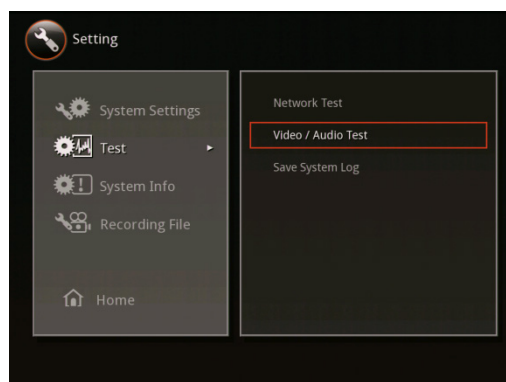 Setting
System Settings
Test
System Info
Recording File
Home
Network Test
Video / Audio Test
Save System Log